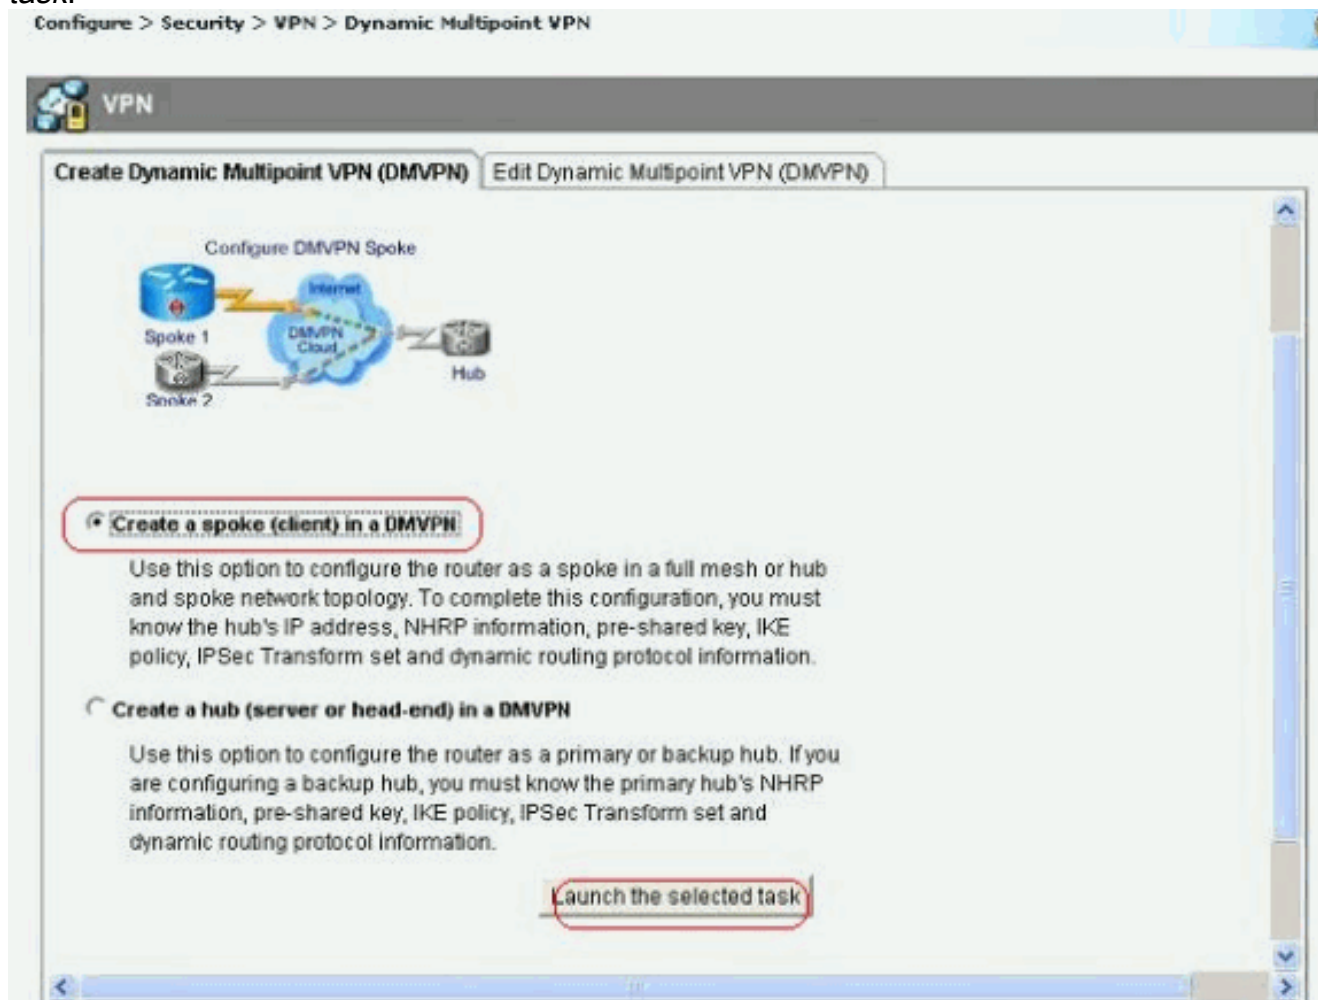 task.
Configure > Security > VPN > Dynamic Multipoint VPN
VPN
Create Dynamic Multipoint VPN (DMVPN)
Edit Dynamic Multipoint VPN (DMVPN)
Configure DMVPN Spoke
Internet
Spoke 1
DMVPN
Cloud
Hub
Spoke 2
Create a spoke (client) in a DMVPN
Use this option to configure the router as a spoke in a full mesh or hub
and spoke network topology. To complete this configuration, you must
know the hub's IP address, NHRP information, pre-shared key, IKE
policy, IPSec Transform set and dynamic routing protocol information.
Create a hub (server or head-end) in a DMVPN
Use this option to configure the router as a primary or backup hub. If you
are configuring a backup hub, you must know the primary hub's NHRP
information, pre-shared key, IKE policy, IPSec Transform set and
dynamic routing protocol information.
Launch the selected task